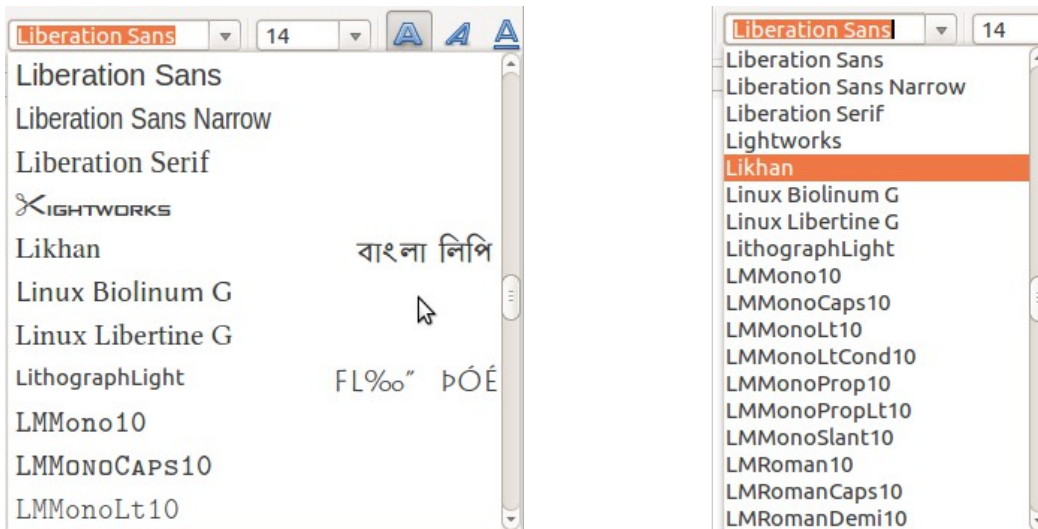 Liberation Sans 14 A A A
Liberation Sans
Liberation Sans Narrow
Liberation Serif
LIGHTWORKS
Likhan বাংলা লিপি
Linux Biolinum G
Linux Libertine G
LithographLight FL‰˝ ÞÓÉ
LMMono10
LMMonoCaps10
LMMonoLt10
Liberation Sans 14
Liberation Sans
Liberation Sans Narrow
Liberation Serif
Lightworks
Likhan
Linux Biolinum G
Linux Libertine G
LithographLight
LMMono10
LMMonoCaps10
LMMonoLt10
LMMonoLtCond10
LMMonoProp10
LMMonoPropLt10
LMMonoSlant10
LMRoman10
LMRomanCaps10
LMRomanDemi10